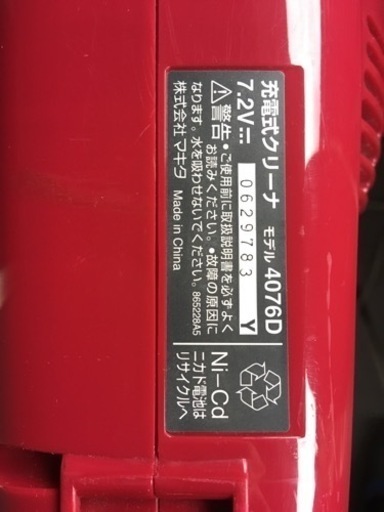 充電式クリーナ モデル 4076D
7.2V⎓ 0629783 Y
⚠警告 ●ご使用前に取扱説明書を必ずよく
お読みください。●故障の原因に
なります。水を吸わせないでください。 865228A5
株式会社 マキタ Made in China
Ni-Cd
ニカド電池は
リサイクルへ